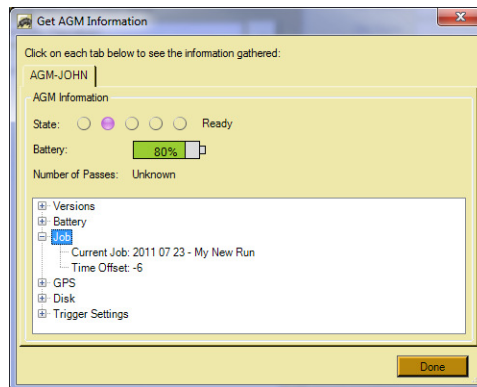 Get AGM Information
Click on each tab below to see the information gathered:
AGM-JOHN
AGM Information
State: Ready
Battery: 80%
Number of Passes: Unknown
Versions
Battery
Job
Current Job: 2011 07 23 - My New Run
Time Offset: -6
GPS
Disk
Trigger Settings
Done